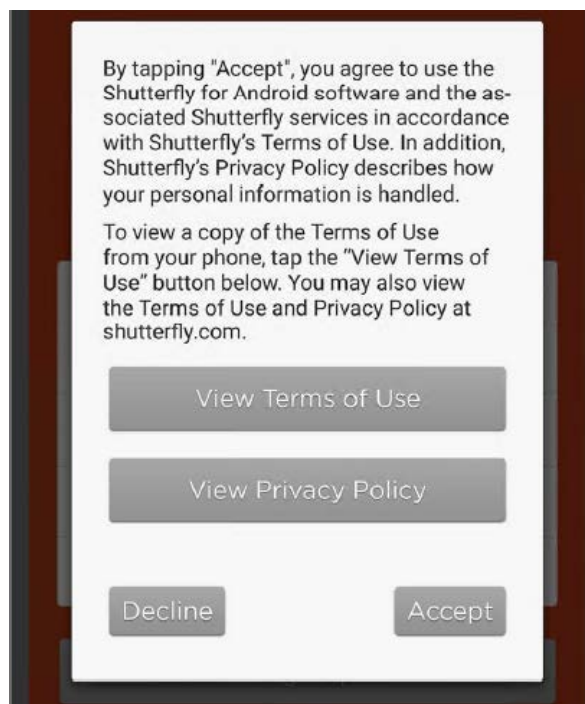 By tapping "Accept", you agree to use the
Shutterfly for Android software and the as-
sociated Shutterfly services in accordance
with Shutterfly's Terms of Use. In addition,
Shutterfly's Privacy Policy describes how
your personal information is handled.
To view a copy of the Terms of Use
from your phone, tap the "View Terms of
Use" button below. You may also view
the Terms of Use and Privacy Policy at
shutterfly.com.
View Terms of Use
View Privacy Policy
Decline
Accept